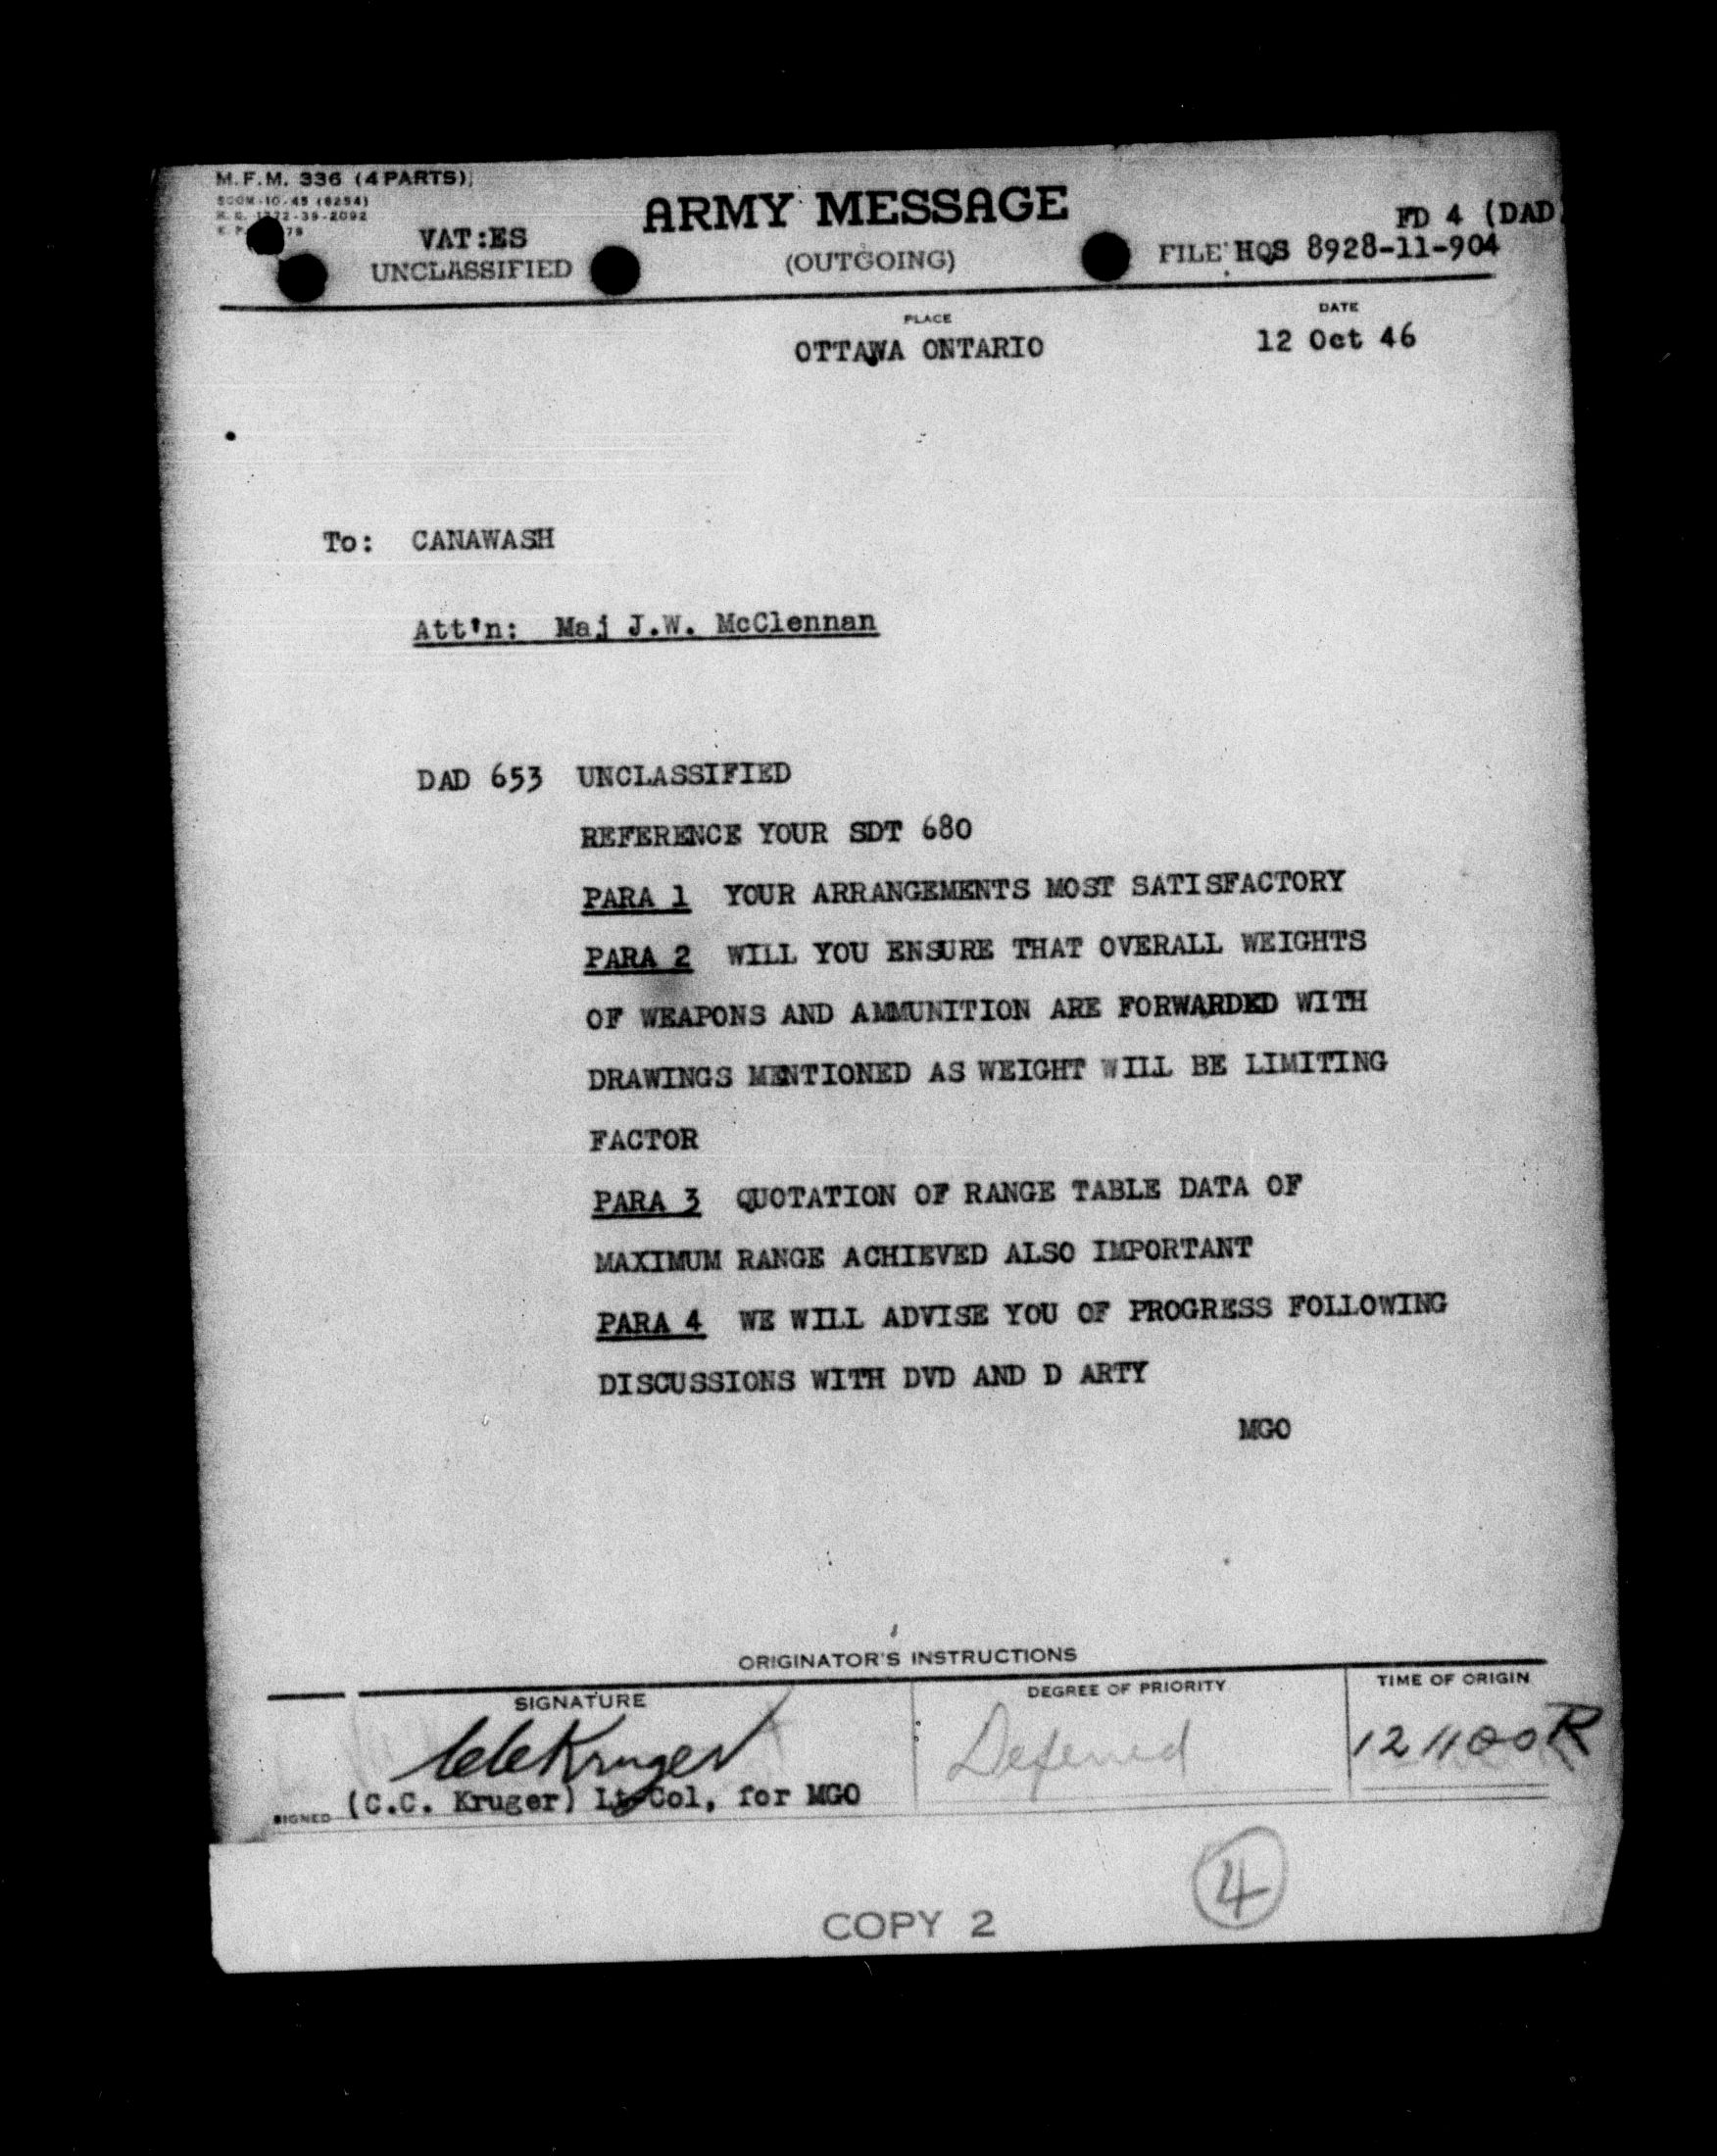 M.F.M. 336 (4 PARTS)
ARMY MESSAGE
FD 4 (DAD)
VAT:ES
UNCLASSIFIED
(OUTGOING)
FILE HQS 8928-11-904
PLACE
DATE
OTTAWA ONTARIO
12 Oct 46
To: CANAWASH
Att'n: Maj J.W. McClennan
DAD 653 UNCLASSIFIED
REFERENCE YOUR SDT 680
PARA 1 YOUR ARRANGEMENTS MOST SATISFACTORY
PARA 2 WILL YOU ENSURE THAT OVERALL WEIGHTS
OF WEAPONS AND AMMUNITION ARE FORWARDED WITH
DRAWINGS MENTIONED AS WEIGHT WILL BE LIMITING
FACTOR
PARA 3 QUOTATION OF RANGE TABLE DATA OF
MAXIMUM RANGE ACHIEVED ALSO IMPORTANT
PARA 4 WE WILL ADVISE YOU OF PROGRESS FOLLOWING
DISCUSSIONS WITH DVD AND D ARTY
MGO
ORIGINATOR'S INSTRUCTIONS
SIGNATURE
DEGREE OF PRIORITY
TIME OF ORIGIN
CCKruger
Deferred
121100R
SIGNED (C.C. Kruger) Lt-Col, for MGO
4
COPY 2